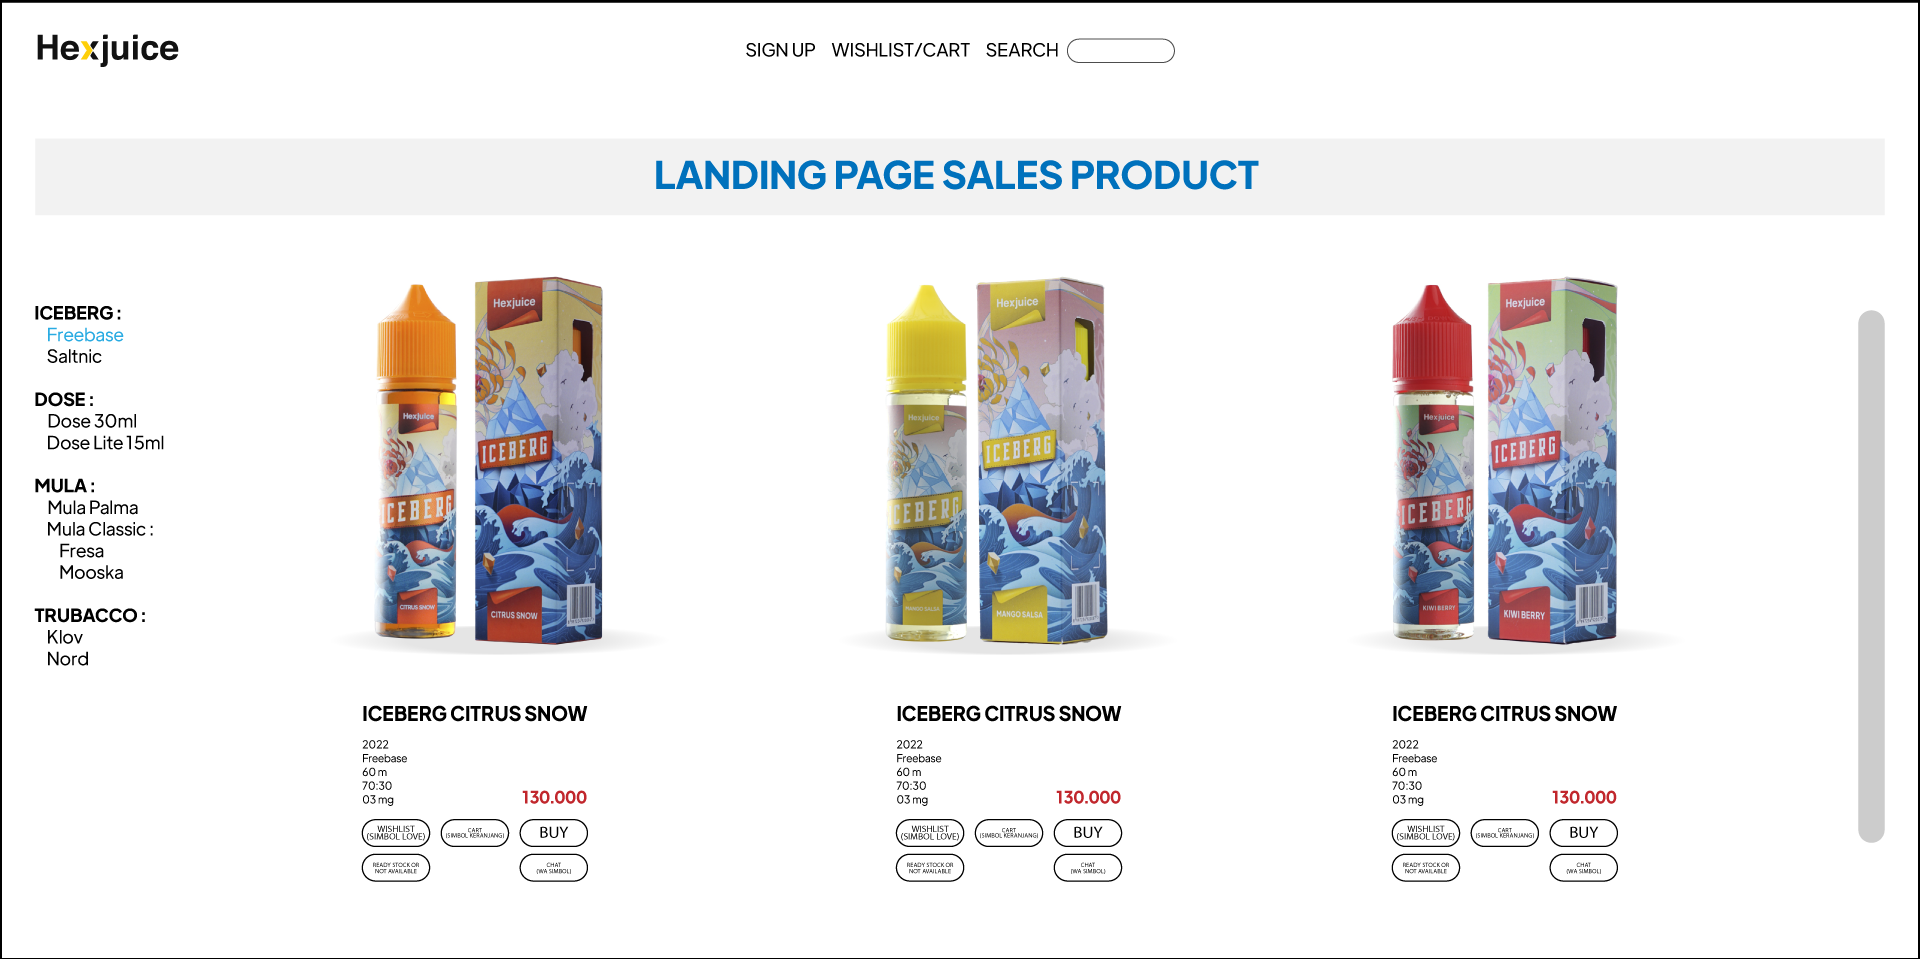 Hexjuice
SIGN UP WISHLIST/CART SEARCH
LANDING PAGE SALES PRODUCT
ICEBERG :
Freebase
Saltnic
DOSE :
Dose 30ml
Dose Lite 15ml
MULA :
Mula Palma
Mula Classic :
Fresa
Mooska
TRUBACCO :
Klov
Nord
Hexjuice
ICEBERG
CITRUS SNOW
Hexjuice
ICEBERG
CITRUS SNOW
Hexjuice
ICEBERG
MANGO SALSA
Hexjuice
ICEBERG
MANGO SALSA
Hexjuice
ICEBERG
KIWI BERRY
Hexjuice
ICEBERG
KIWI BERRY
ICEBERG CITRUS SNOW
2022
Freebase
60 m
70:30
03 mg
130.000
WISHLIST
(SIMBOL LOVE)
CART
(SIMBOL KERANJANG)
BUY
READY STOCK OR
NOT AVAILABLE
CHAT
(WA SIMBOL)
ICEBERG CITRUS SNOW
2022
Freebase
60 m
70:30
03 mg
130.000
WISHLIST
(SIMBOL LOVE)
CART
(SIMBOL KERANJANG)
BUY
READY STOCK OR
NOT AVAILABLE
CHAT
(WA SIMBOL)
ICEBERG CITRUS SNOW
2022
Freebase
60 m
70:30
03 mg
130.000
WISHLIST
(SIMBOL LOVE)
CART
(SIMBOL KERANJANG)
BUY
READY STOCK OR
NOT AVAILABLE
CHAT
(WA SIMBOL)